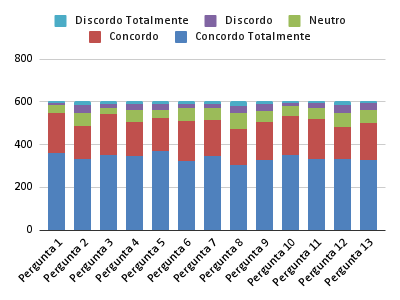 Discordo Totalmente Discordo Neutro
Concordo Concordo Totalmente
800
600
400
200
0
Pergunta 1
Pergunta 2
Pergunta 3
Pergunta 4
Pergunta 5
Pergunta 6
Pergunta 7
Pergunta 8
Pergunta 9
Pergunta 10
Pergunta 11
Pergunta 12
Pergunta 13